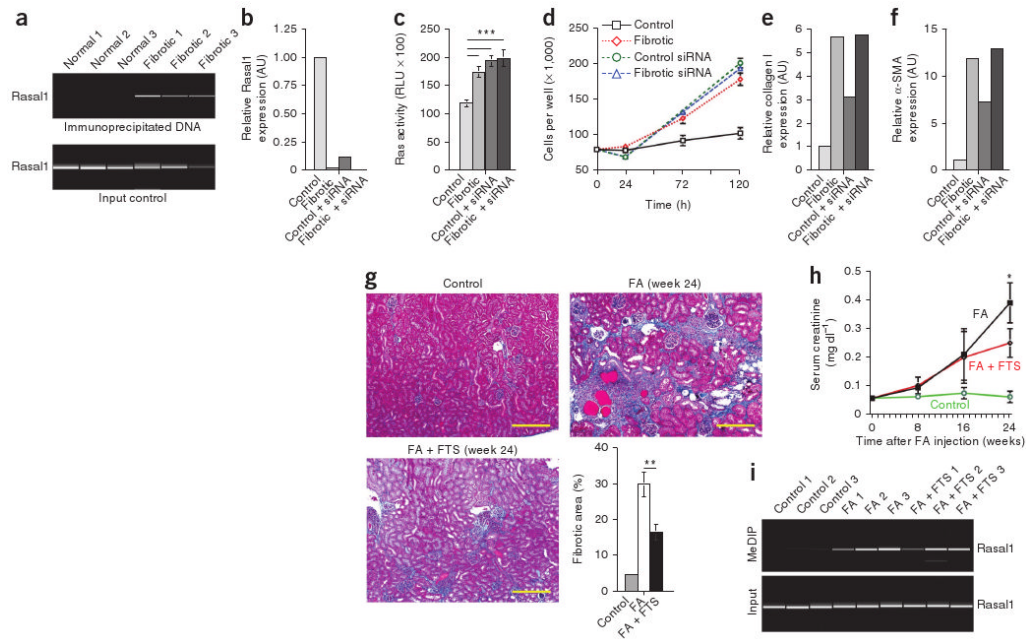 a
Normal 1
Normal 2
Normal 3
Fibrotic 1
Fibrotic 2
Fibrotic 3
Rasal1
Immunoprecipitated DNA
Rasal1
Input control
b
Relative Rasal1
expression (AU)
1.25
1.00
0.75
0.50
0.25
0
Control
Fibrotic
Control + siRNA
Fibrotic + siRNA
c
Ras activity (RLU × 100)
250
200
150
100
50
0
***
Control
Fibrotic
Control + siRNA
Fibrotic + siRNA
d
Control
Fibrotic
Control siRNA
Fibrotic siRNA
Cells per well (× 1,000)
250
200
150
100
50
0
24
72
120
Time (h)
e
Relative collagen I
expression (AU)
6
5
4
3
2
1
0
Control
Fibrotic
Control + siRNA
Fibrotic + siRNA
f
Relative α-SMA
expression (AU)
15
10
5
0
Control
Fibrotic
Control + siRNA
Fibrotic + siRNA
g
Control
FA (week 24)
FA + FTS (week 24)
Fibrotic area (%)
40
30
20
10
0
**
Control
FA
FA + FTS
h
Serum creatinine
(mg dl⁻¹)
0.5
0.4
0.3
0.2
0.1
0
*
FA
FA + FTS
Control
0
8
16
24
Time after FA injection (weeks)
i
Control 1
Control 2
Control 3
FA 1
FA 2
FA 3
FA + FTS 1
FA + FTS 2
FA + FTS 3
MeDIP
Rasal1
Input
Rasal1